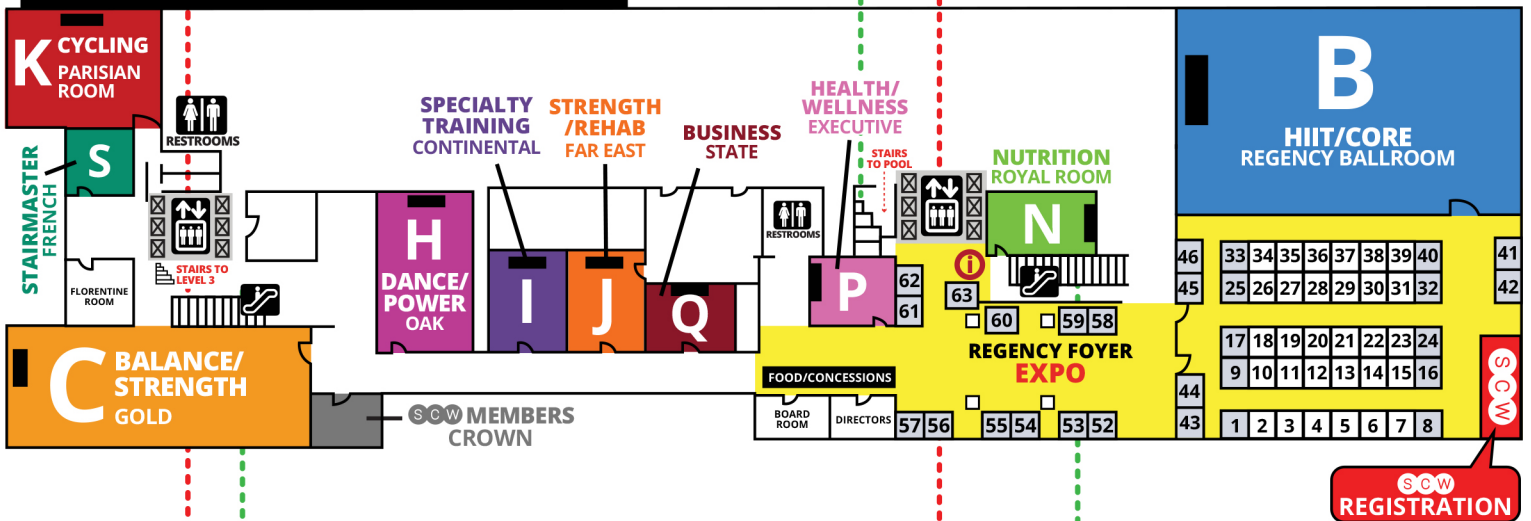 K
CYCLING
PARISIAN
ROOM
RESTROOMS
S
STAIRMASTER
FRENCH
STAIRS TO
LEVEL 3
FLORENTINE
ROOM
C
BALANCE/
STRENGTH
GOLD
SCW MEMBERS
CROWN
H
DANCE/
POWER
OAK
SPECIALTY
TRAINING
CONTINENTAL
I
STRENGTH
/REHAB
FAR EAST
J
BUSINESS
STATE
Q
RESTROOMS
HEALTH/
WELLNESS
EXECUTIVE
P
STAIRS
TO POOL
NUTRITION
ROYAL ROOM
N
i
62
61
63
60
59 58
REGENCY FOYER
EXPO
FOOD/CONCESSIONS
BOARD
ROOM
DIRECTORS
57 56
55 54
53 52
B
HIIT/CORE
REGENCY BALLROOM
46
45
44
43
33 34 35 36 37 38 39 40
25 26 27 28 29 30 31 32
17 18 19 20 21 22 23 24
9 10 11 12 13 14 15 16
1 2 3 4 5 6 7 8
41
42
SCW
SCW
REGISTRATION